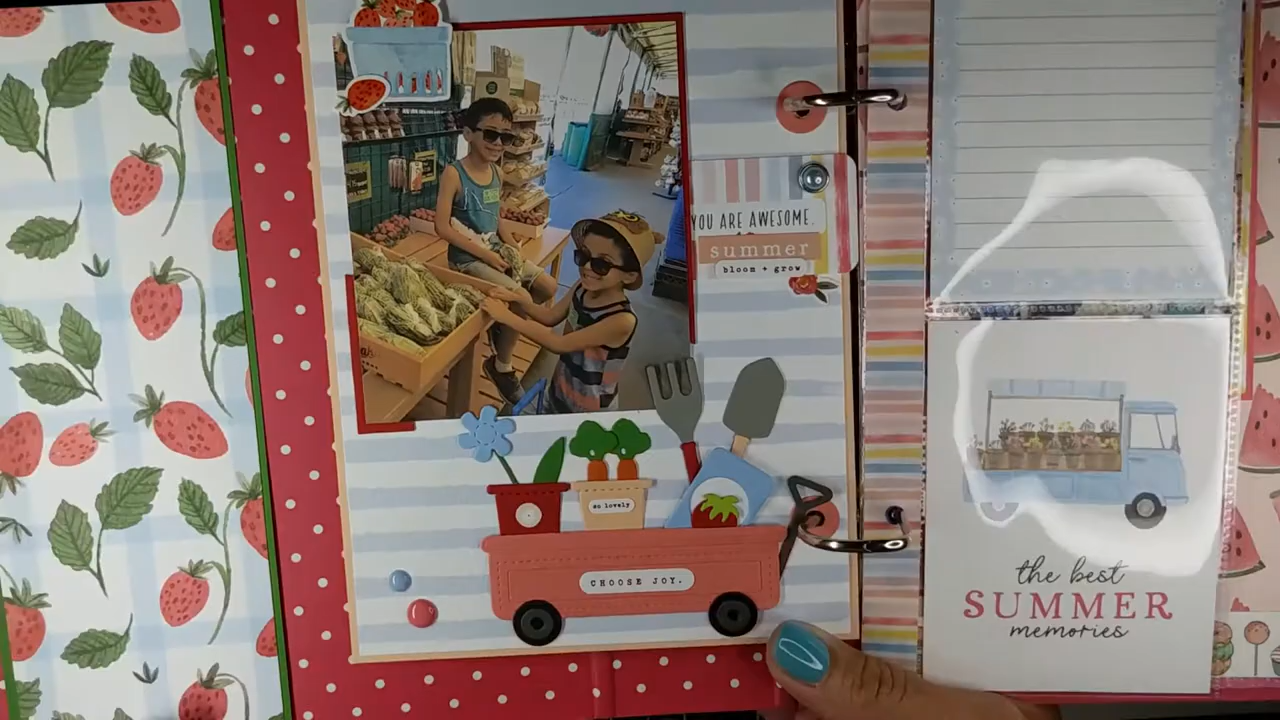 YOU ARE AWESOME.
summer
bloom + grow
so lovely
CHOOSE JOY.
the best
SUMMER
memories